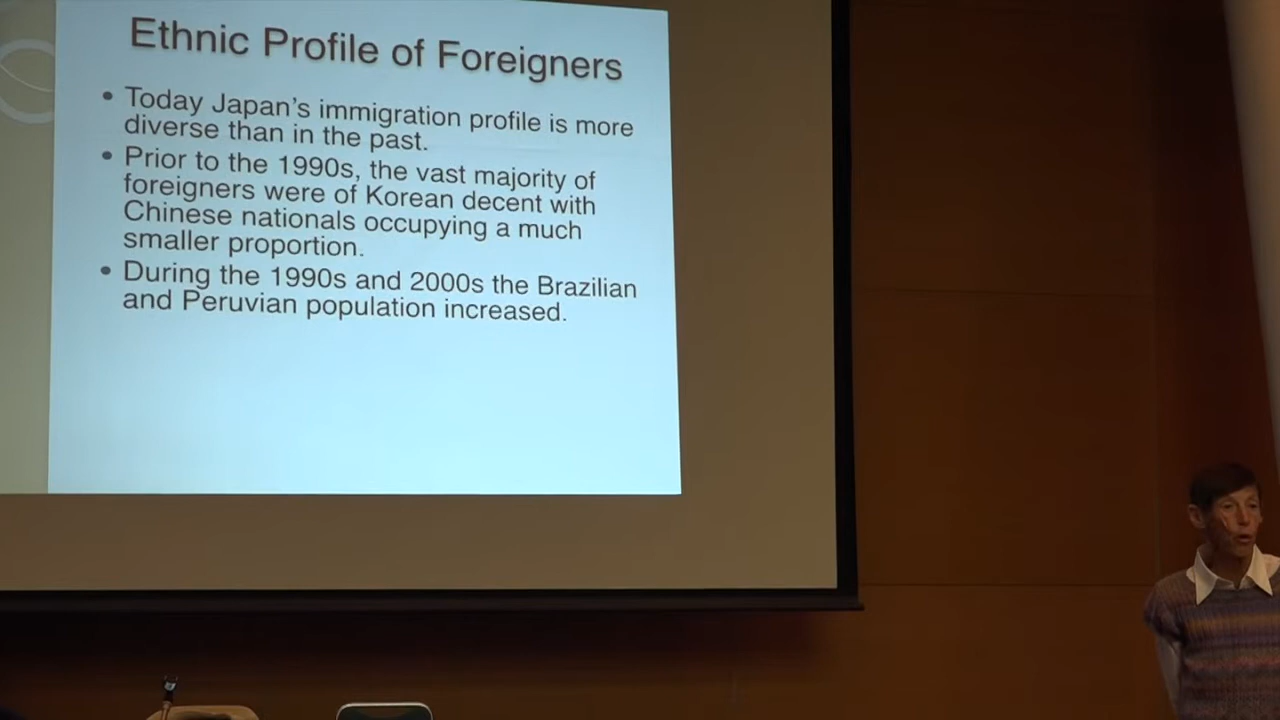 Ethnic Profile of Foreigners
• Today Japan's immigration profile is more
diverse than in the past.
• Prior to the 1990s, the vast majority of
foreigners were of Korean decent with
Chinese nationals occupying a much
smaller proportion.
• During the 1990s and 2000s the Brazilian
and Peruvian population increased.